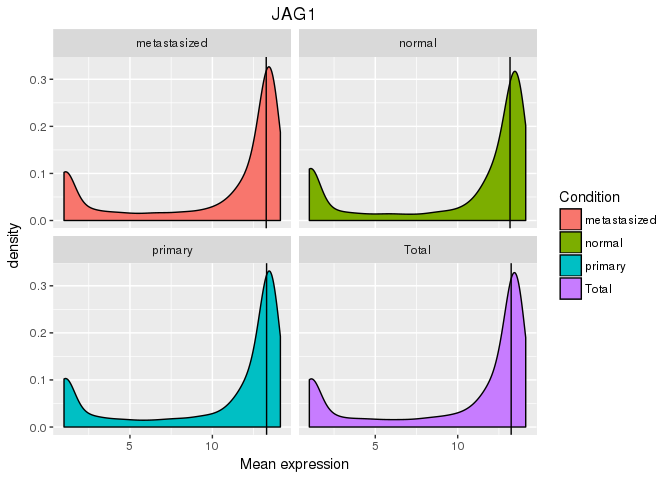 JAG1
metastasized normal
0.3
0.2
0.1
0.0
primary Total
0.3
0.2
0.1
0.0
5 10 5 10
Mean expression
density
Condition
metastasized
normal
primary
Total